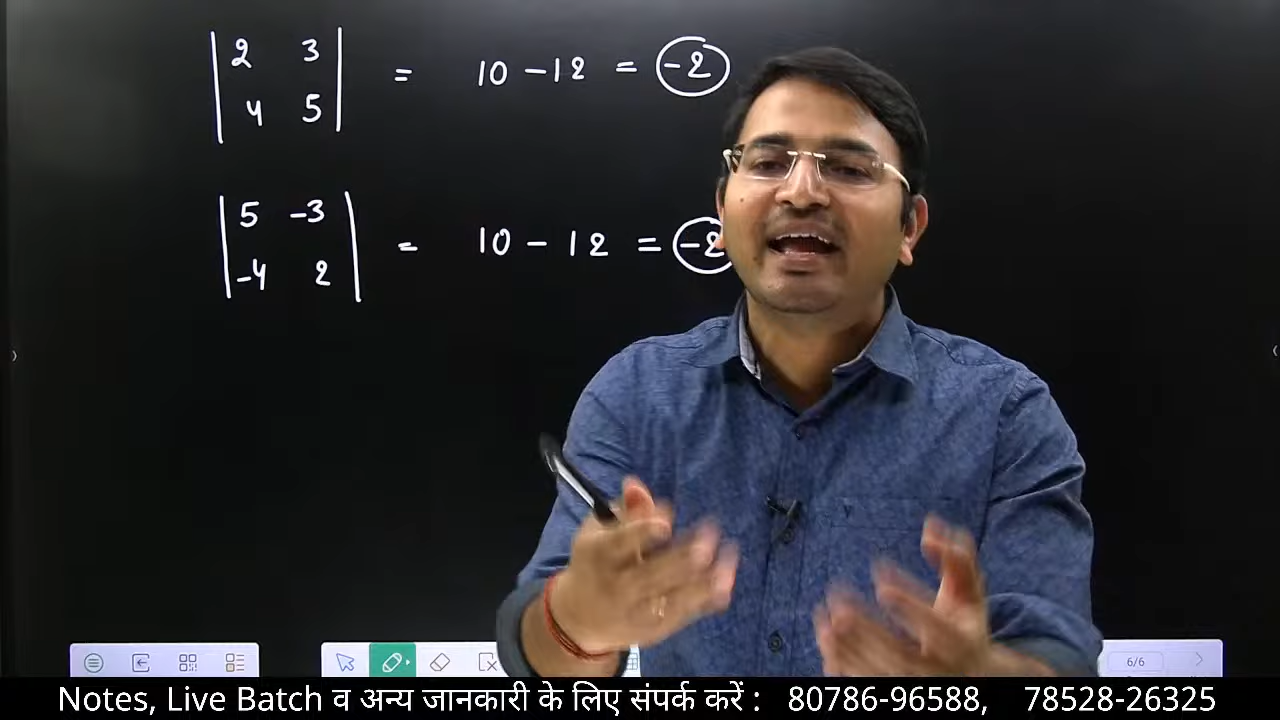 | 2 3 | = 10 - 12 = -2
| 4 5 |
| 5 -3 | = 10 - 12 = -2
| -4 2 |
6/6
Notes, Live Batch व अन्य जानकारी के लिए संपर्क करें : 80786-96588, 78528-26325